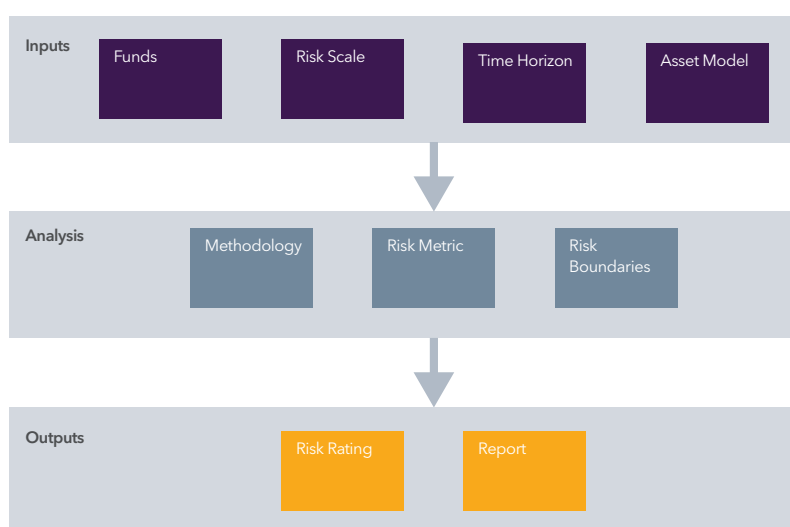 Inputs
Funds
Risk Scale
Time Horizon
Asset Model
Analysis
Methodology
Risk Metric
Risk
Boundaries
Outputs
Risk Rating
Report